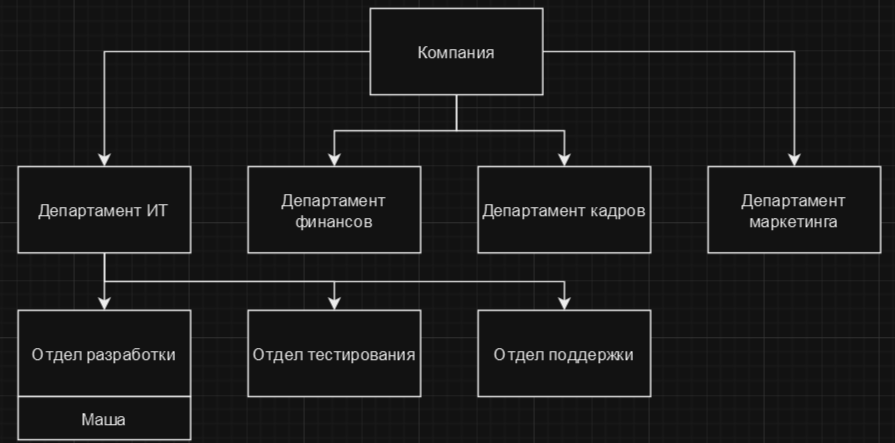 Компания
Департамент ИТ
Департамент
финансов
Департамент кадров
Департамент
маркетинга
Отдел разработки
Отдел тестирования
Отдел поддержки
Маша